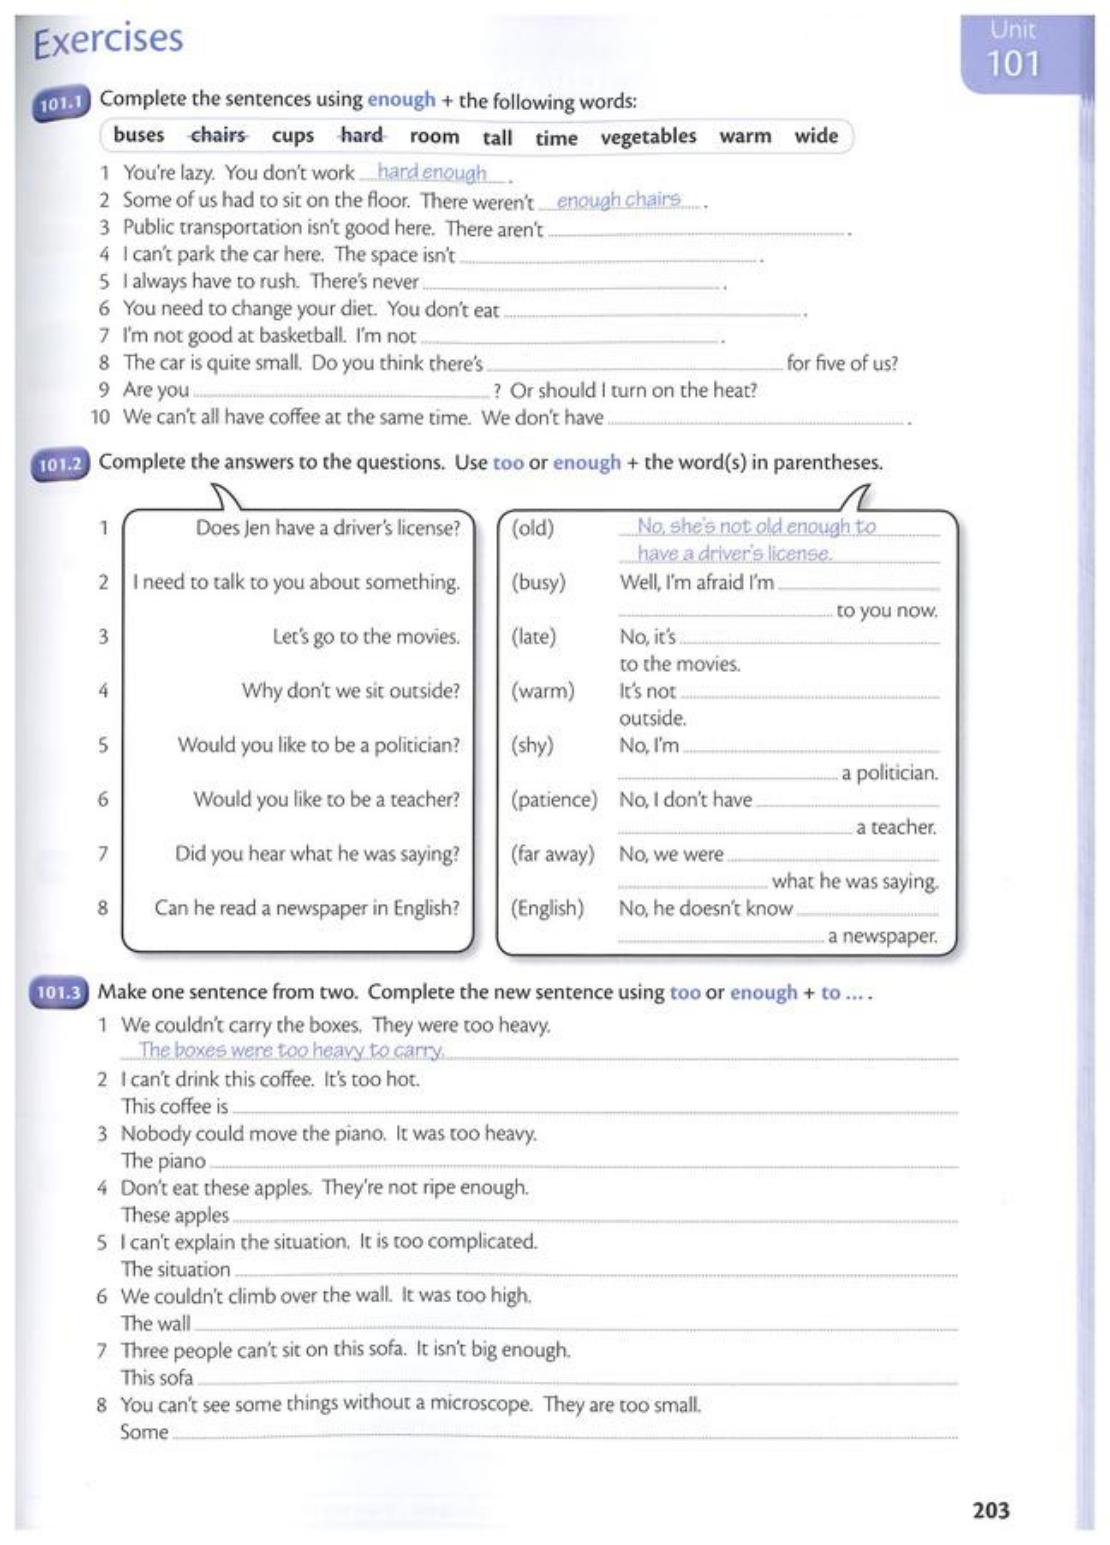 Exercises
Unit
101
101.1 Complete the sentences using enough + the following words:
buses chairs cups hard room tall time vegetables warm wide
1 You're lazy. You don't work hard enough .
2 Some of us had to sit on the floor. There weren't enough chairs .
3 Public transportation isn't good here. There aren't .
4 I can't park the car here. The space isn't .
5 I always have to rush. There's never .
6 You need to change your diet. You don't eat .
7 I'm not good at basketball. I'm not .
8 The car is quite small. Do you think there's for five of us?
9 Are you ? Or should I turn on the heat?
10 We can't all have coffee at the same time. We don't have .
101.2 Complete the answers to the questions. Use too or enough + the word(s) in parentheses.
1 Does Jen have a driver's license? (old) No, she's not old enough to
have a driver's license.
2 I need to talk to you about something. (busy) Well, I'm afraid I'm
to you now.
3 Let's go to the movies. (late) No, it's
to the movies.
4 Why don't we sit outside? (warm) It's not
outside.
5 Would you like to be a politician? (shy) No, I'm
a politician.
6 Would you like to be a teacher? (patience) No, I don't have
a teacher.
7 Did you hear what he was saying? (far away) No, we were
what he was saying.
8 Can he read a newspaper in English? (English) No, he doesn't know
a newspaper.
101.3 Make one sentence from two. Complete the new sentence using too or enough + to ... .
1 We couldn't carry the boxes. They were too heavy.
The boxes were too heavy to carry.
2 I can't drink this coffee. It's too hot.
This coffee is
3 Nobody could move the piano. It was too heavy.
The piano
4 Don't eat these apples. They're not ripe enough.
These apples
5 I can't explain the situation. It is too complicated.
The situation
6 We couldn't climb over the wall. It was too high.
The wall
7 Three people can't sit on this sofa. It isn't big enough.
This sofa
8 You can't see some things without a microscope. They are too small.
Some
203